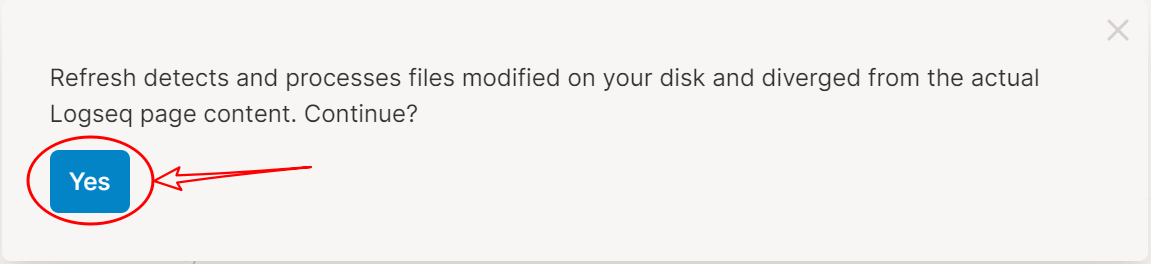 Refresh detects and processes files modified on your disk and diverged from the actual
Logseq page content. Continue?
Yes